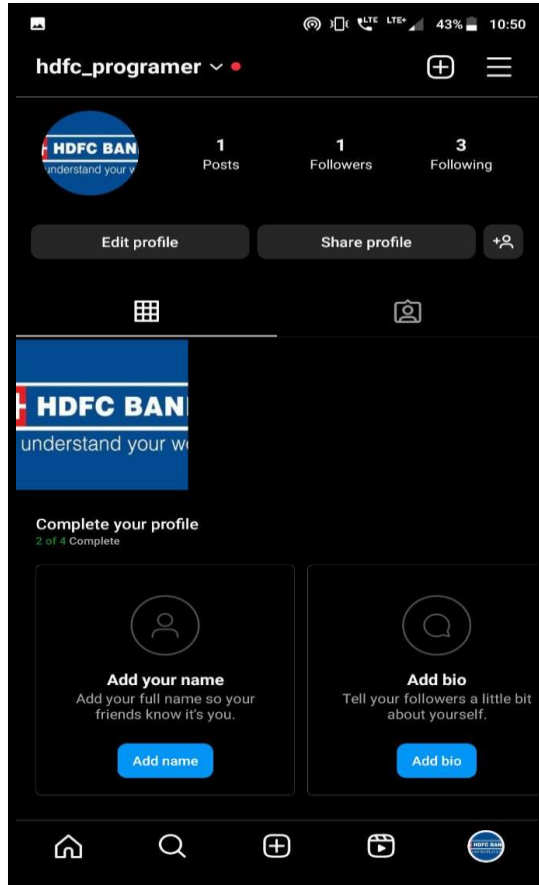 LTE LTE+ 43% 10:50
hdfc_programer
HDFC BAN
understand your w
1 1 3
Posts Followers Following
Edit profile Share profile
HDFC BAN
understand your w
Complete your profile
2 of 4 Complete
Add your name Add bio
Add your full name so your Tell your followers a little bit
friends know it's you. about yourself.
Add name Add bio
HDFC BAN